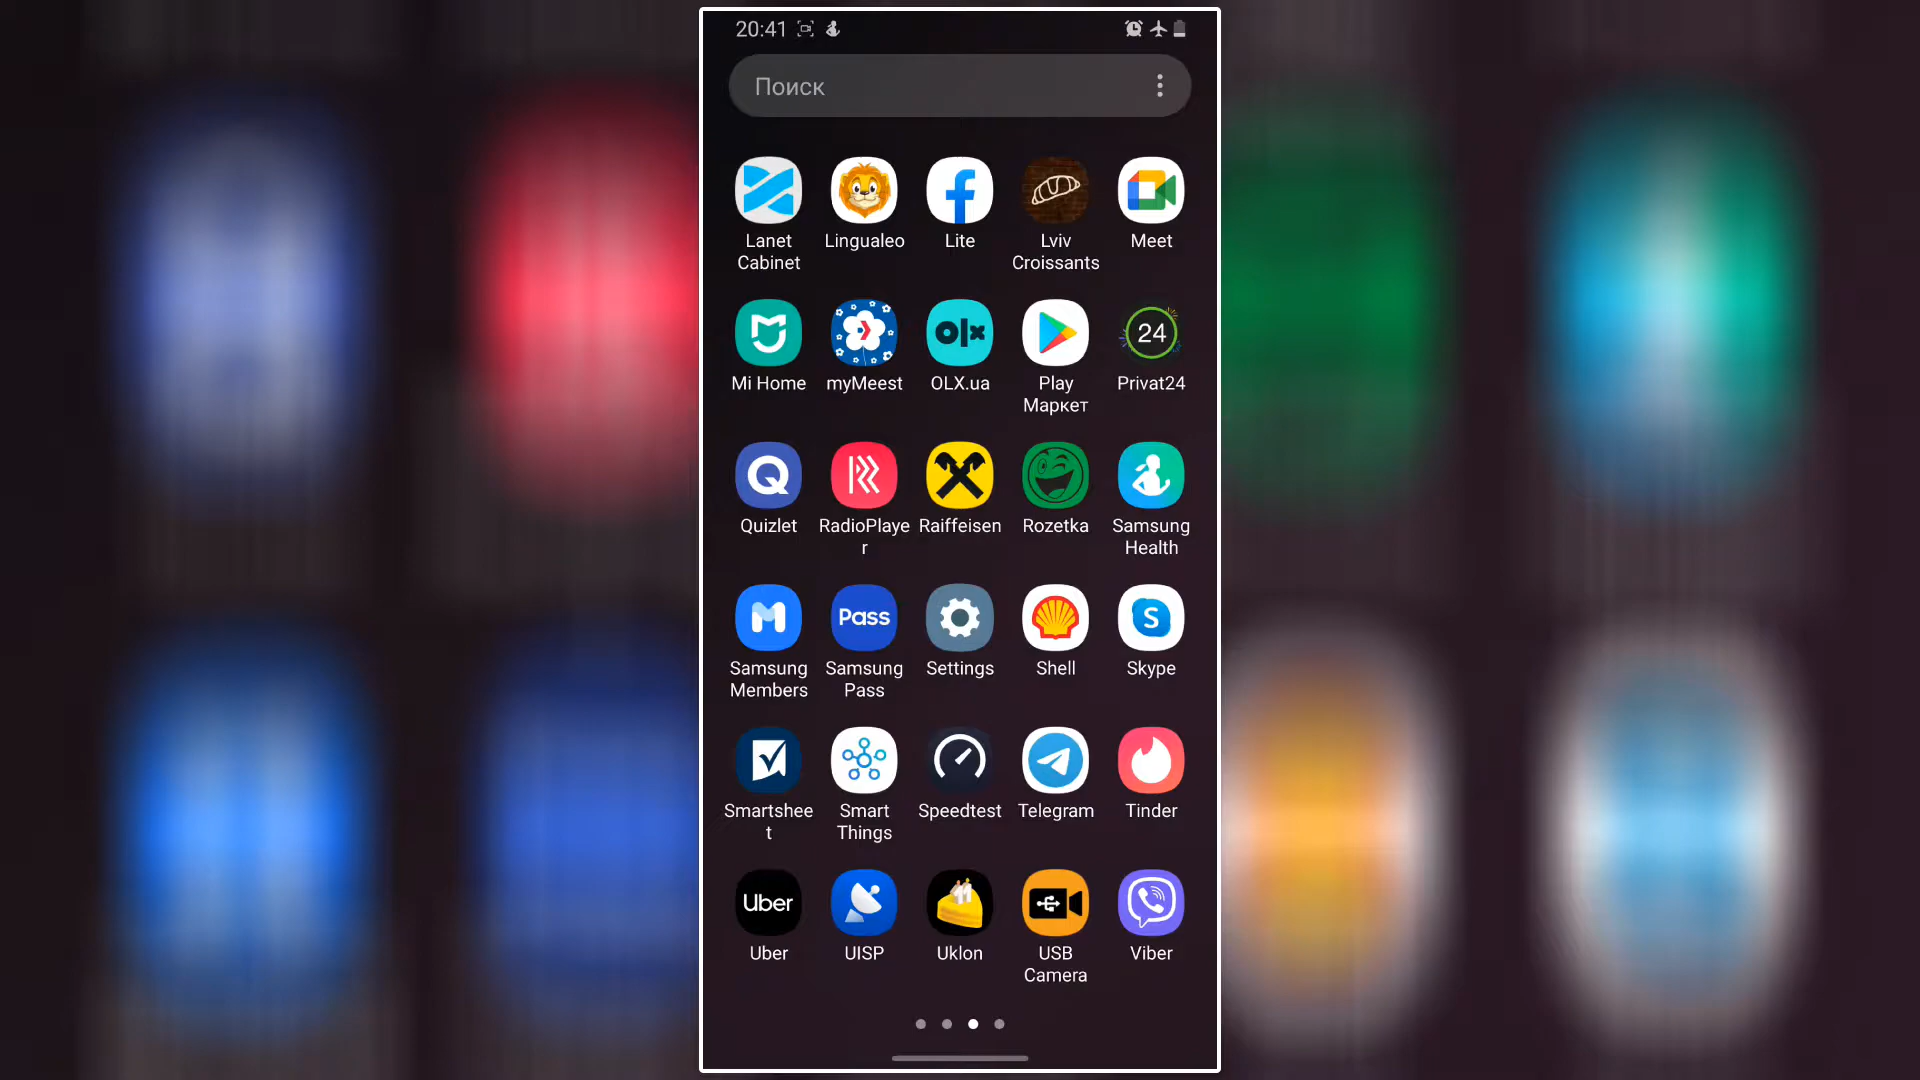 20:41
Поиск
Lanet
Cabinet
Lingualeo
Lite
Lviv
Croissants
Meet
olx
24
Mi Home
myMeest
OLX.ua
Play
Маркет
Privat24
Quizlet
RadioPlaye
r
Raiffeisen
Rozetka
Samsung
Health
Pass
S
Samsung
Members
Samsung
Pass
Settings
Shell
Skype
Smartshee
t
Smart
Things
Speedtest
Telegram
Tinder
Uber
11
Uber
UISP
Uklon
USB
Camera
Viber